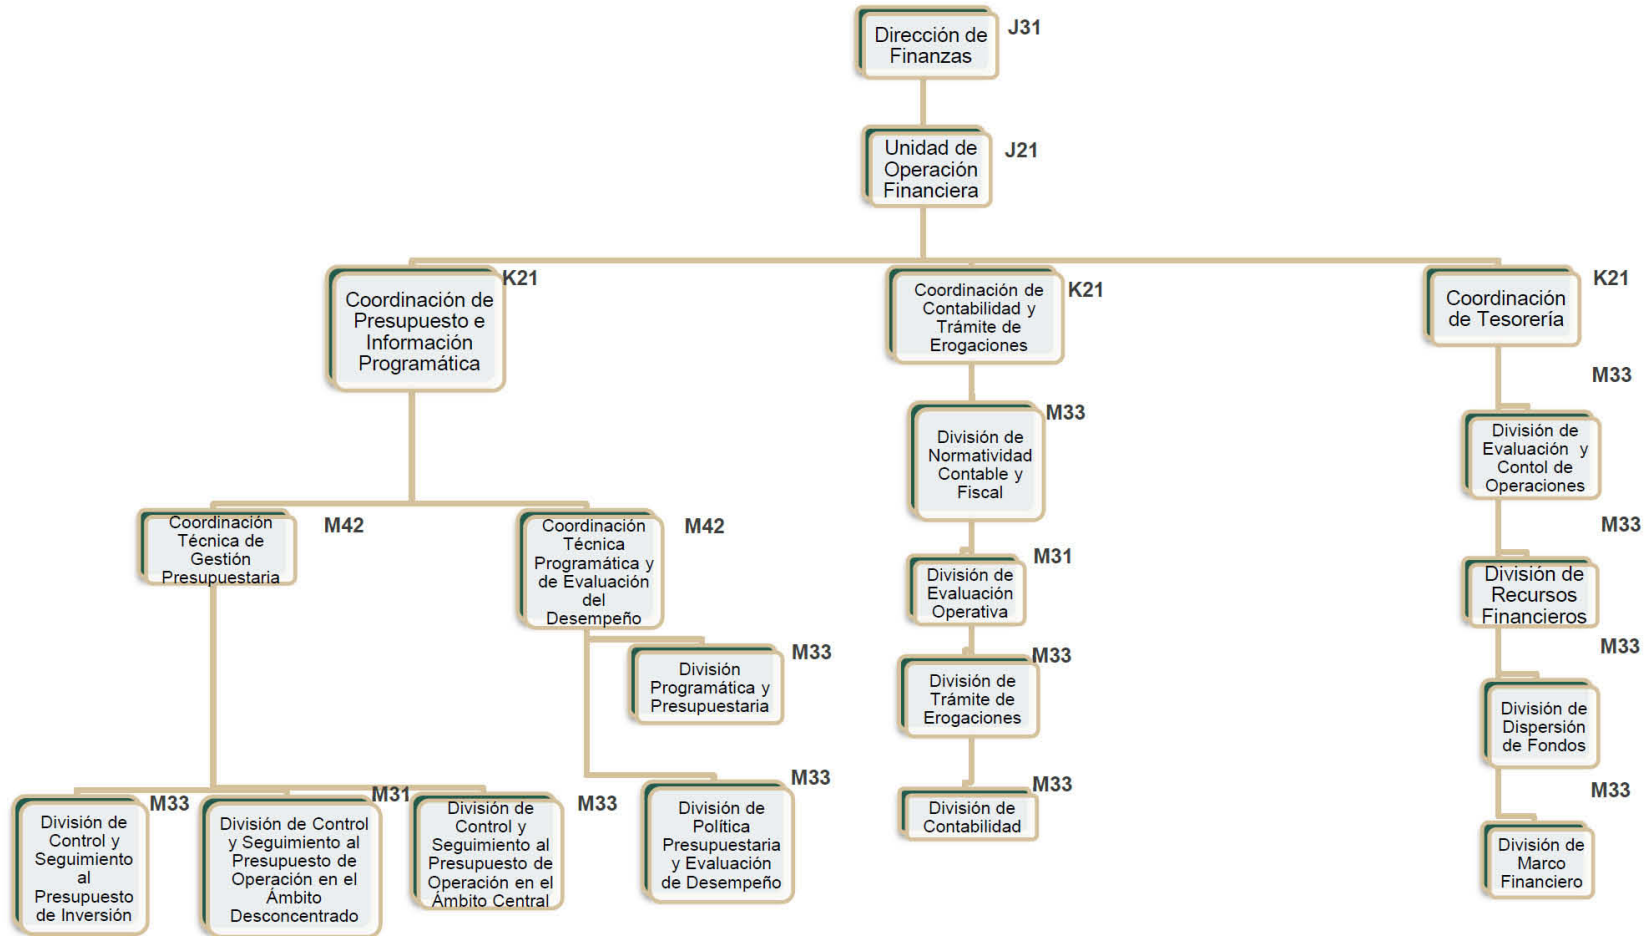 Dirección de
Finanzas
J31
Unidad de
Operación
Financiera
J21
Coordinación de
Presupuesto e
Información
Programática
K21
Coordinación de
Contabilidad y
Trámite de
Erogaciones
K21
Coordinación
de Tesorería
K21
Coordinación
Técnica de
Gestión
Presupuestaria
M42
Coordinación
Técnica
Programática y
de Evaluación
del
Desempeño
M42
División de
Control y
Seguimiento
al
Presupuesto
de Inversión
M33
División de Control
y Seguimiento al
Presupuesto de
Operación en el
Ámbito
Desconcentrado
M31
División de
Control y
Seguimiento al
Presupuesto de
Operación en el
Ámbito Central
M33
División
Programática y
Presupuestaria
M33
División de
Política
Presupuestaria
y Evaluación
de Desempeño
M33
División de
Normatividad
Contable y
Fiscal
M33
División de
Evaluación
Operativa
M31
División de
Trámite de
Erogaciones
M33
División de
Contabilidad
M33
M33
División de
Evaluación y
Contol de
Operaciones
M33
División de
Recursos
Financieros
M33
División de
Dispersión
de Fondos
M33
División de
Marco
Financiero